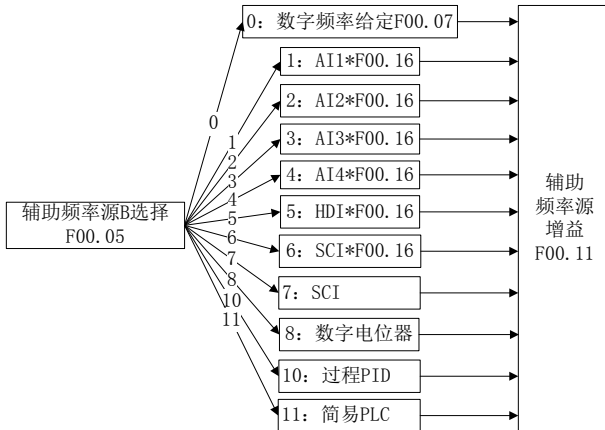 0: 数字频率给定F00.07
1: AI1*F00.16
2: AI2*F00.16
3: AI3*F00.16
4: AI4*F00.16
5: HDI*F00.16
6: SCI*F00.16
7: SCI
8: 数字电位器
10: 过程PID
11: 简易PLC
0
1
2
3
4
5
6
7
8
10
11
辅助频率源B选择
F00.05
辅助
频率源
增益
F00.11